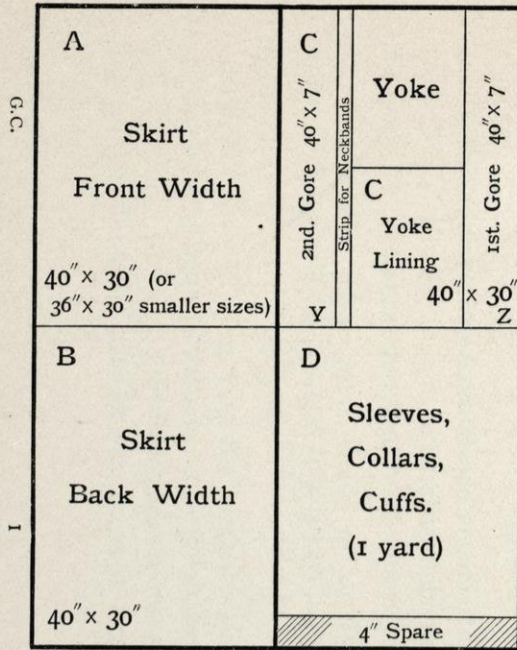 G.C.
A
Skirt
Front Width
40" x 30" (or
36" x 30" smaller sizes)
C
2nd. Gore 40" x 7"
Y
Strip for Neckbands
Yoke
C
Yoke
Lining
40" x 30"
1st. Gore 40" x 7"
Z
B
Skirt
Back Width
40" x 30"
I
D
Sleeves,
Collars,
Cuffs.
(1 yard)
4" Spare